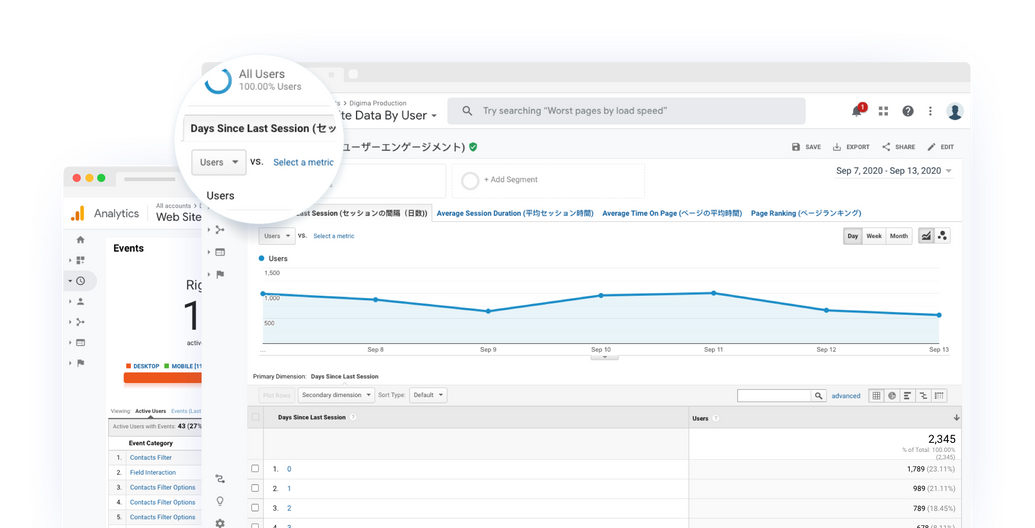 All Users
100.00% Users
Days Since Last Session (セッ
Users
VS.
Select a metric
Users
Digima Production
te Data By User
Try searching “Worst pages by load speed”
1
ユーザーエンゲージメント)
SAVE
EXPORT
SHARE
EDIT
+ Add Segment
Sep 7, 2020 - Sep 13, 2020
Last Session (セッションの間隔（日数))
Average Session Duration (平均セッション時間)
Average Time On Page (ページの平均時間)
Page Ranking (ページランキング)
Users
VS.
Select a metric
Day
Week
Month
Users
1,500
1,000
500
...
Sep 8
Sep 9
Sep 10
Sep 11
Sep 12
Sep 13
Primary Dimension:
Days Since Last Session
Plot Rows
Secondary dimension
Sort Type:
Default
advanced
Days Since Last Session
Users
2,345
% of Total: 100.00%
(2,345)
1. 0
1,789 (23.11%)
2. 1
989 (21.11%)
3. 2
789 (18.45%)
Analytics
All accounts >
Web Site
Events
Rig
1
activ
DESKTOP
MOBILE
Viewing:
Active Users
Events (Last
Active Users with Events: 43 (27%
Event Category
1. Contacts Filter
2. Field Interaction
3. Contacts Filter Options
4. Contacts Filter Options
5. Contacts Filter Options